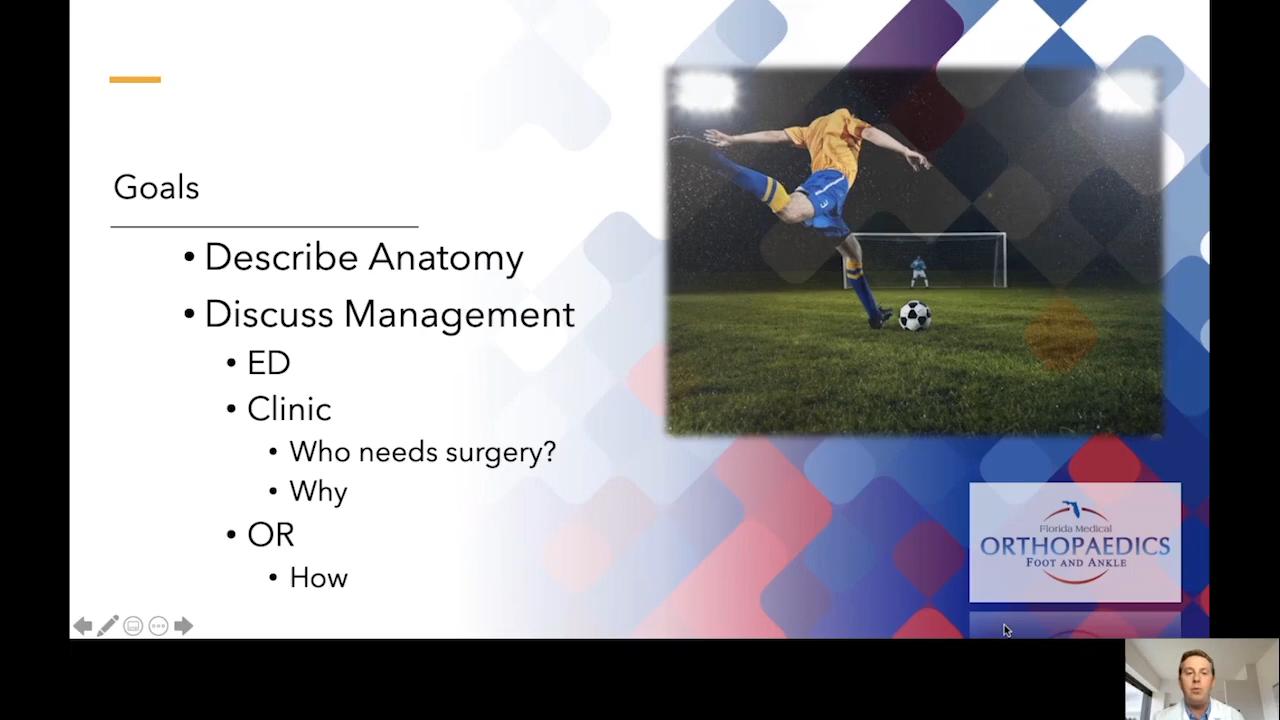 Goals
• Describe Anatomy
• Discuss Management
• ED
• Clinic
• Who needs surgery?
• Why
• OR
• How
Florida Medical
ORTHOPAEDICS
FOOT AND ANKLE